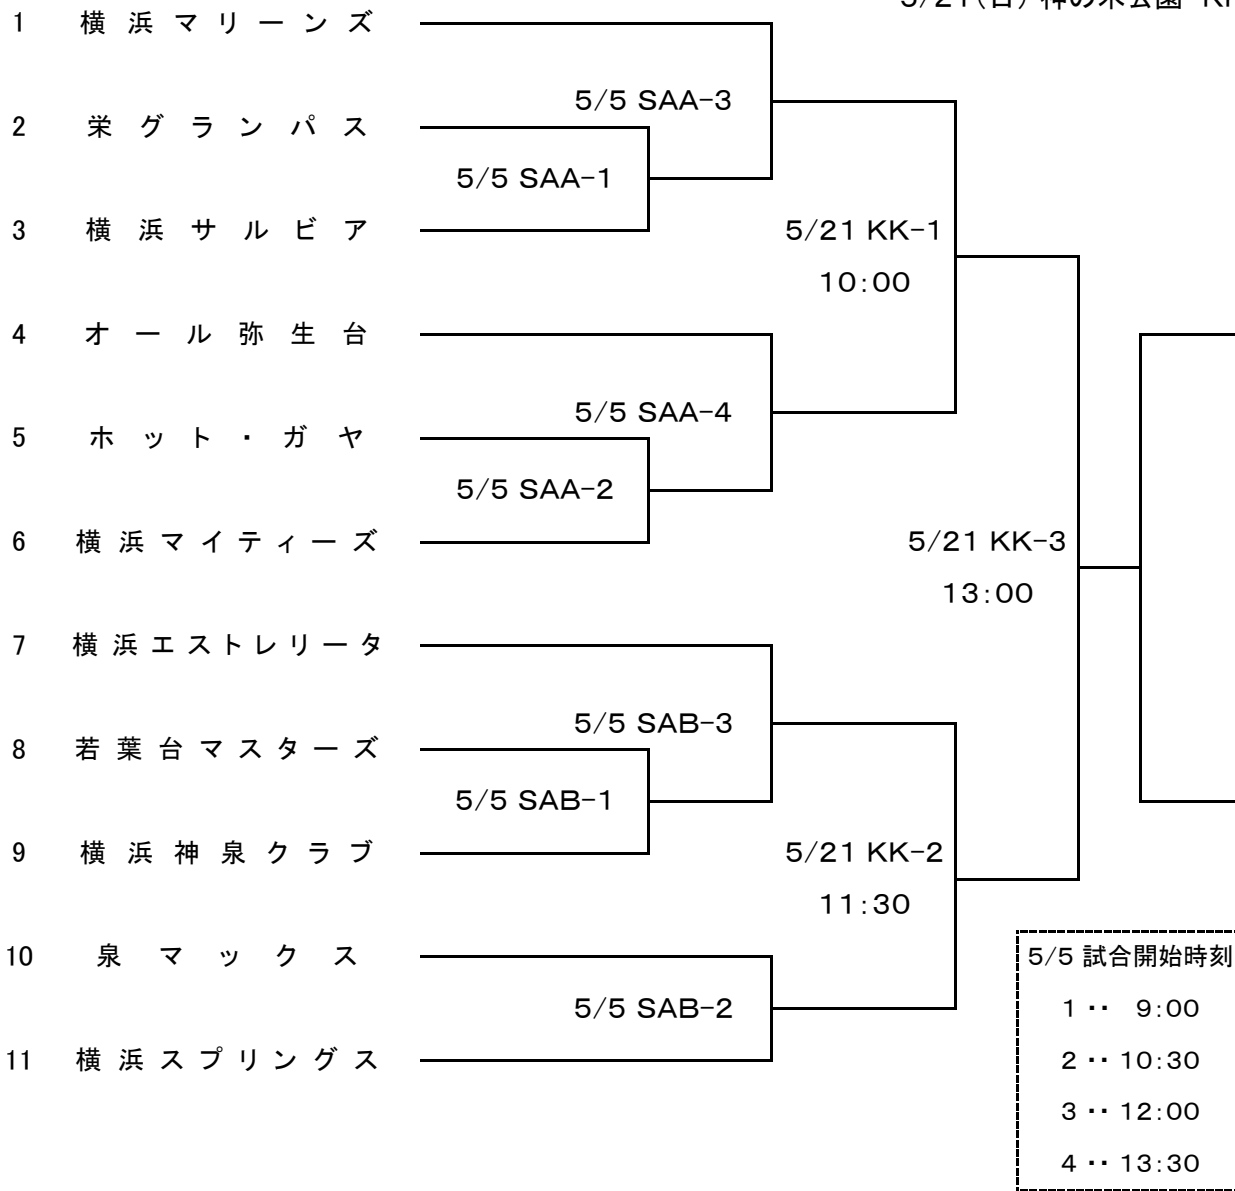 5/21(日) 神の木公園
1 横浜マリーンズ
5/5 SAA-3
2 栄グランパス
5/5 SAA-1
3 横浜サルビア
5/21 KK-1
10:00
4 オール弥生台
5/5 SAA-4
5 ホット・ガヤ
5/5 SAA-2
6 横浜マイティーズ
5/21 KK-3
13:00
7 横浜エストレリータ
5/5 SAB-3
8 若葉台マスターズ
5/5 SAB-1
9 横浜神泉クラブ
5/21 KK-2
11:30
10 泉マックス
5/5 SAB-2
11 横浜スプリングス
5/5 試合開始時刻
1 ・・ 9:00
2 ・・ 10:30
3 ・・ 12:00
4 ・・ 13:30